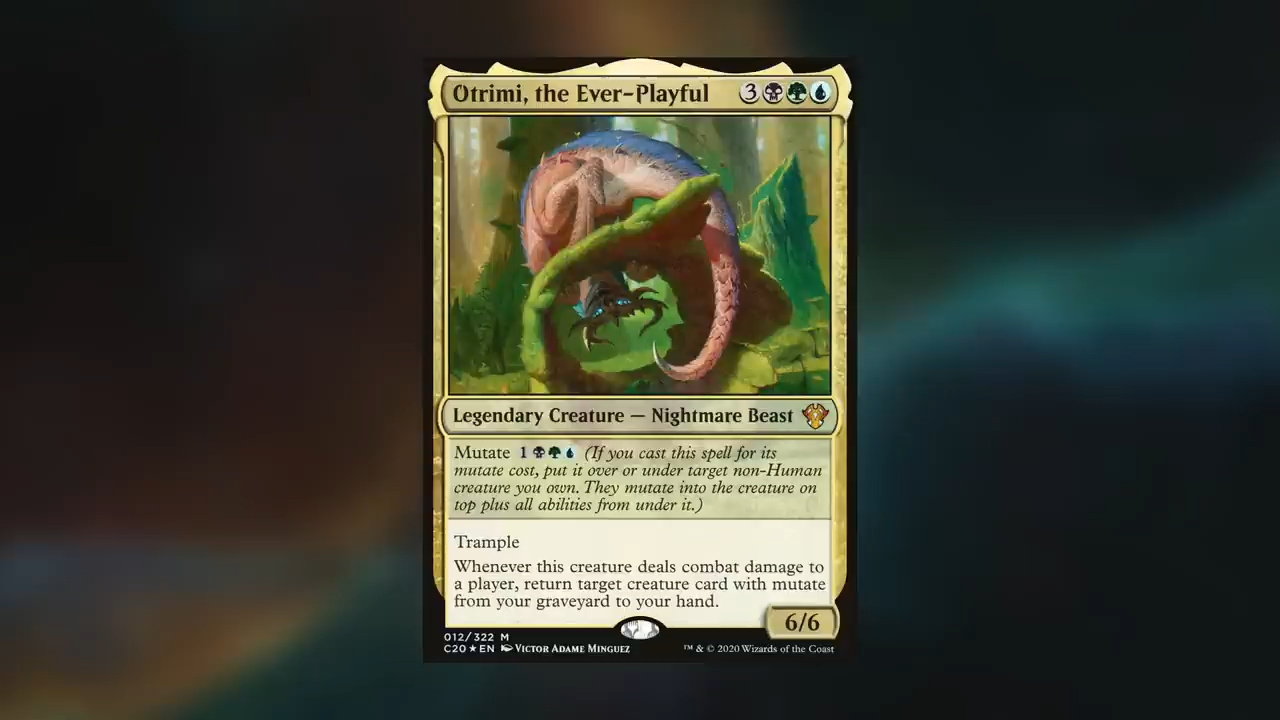 Otrimi, the Ever-Playful 3
Legendary Creature — Nightmare Beast
Mutate 1 (If you cast this spell for its
mutate cost, put it over or under target non-Human
creature you own. They mutate into the creature on
top plus all abilities from under it.)
Trample
Whenever this creature deals combat damage to
a player, return target creature card with mutate
from your graveyard to your hand.
6/6
012/322 M
C20★EN Victor Adame Minguez ™ & © 2020 Wizards of the Coast